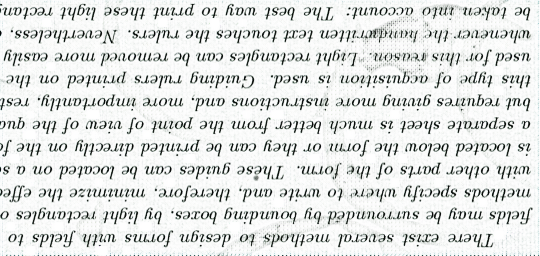 There exist several methods to design forms with fields to
fields may be surrounded by bounding boxes, by light rectangles o
methods specify where to write and, therefore, minimize the effec
with other parts of the form. These guides can be located on a s
is located below the form or they can be printed directly on the fo
a separate sheet is much better from the point of view of the qua
but requires giving more instructions and, more importantly, rest
this type of acquisition is used. Guiding rulers printed on the
used for this reason. Light rectangles can be removed more easily
whenever the handwritten text touches the rulers. Nevertheless,
be taken into account: The best way to print these light rectang